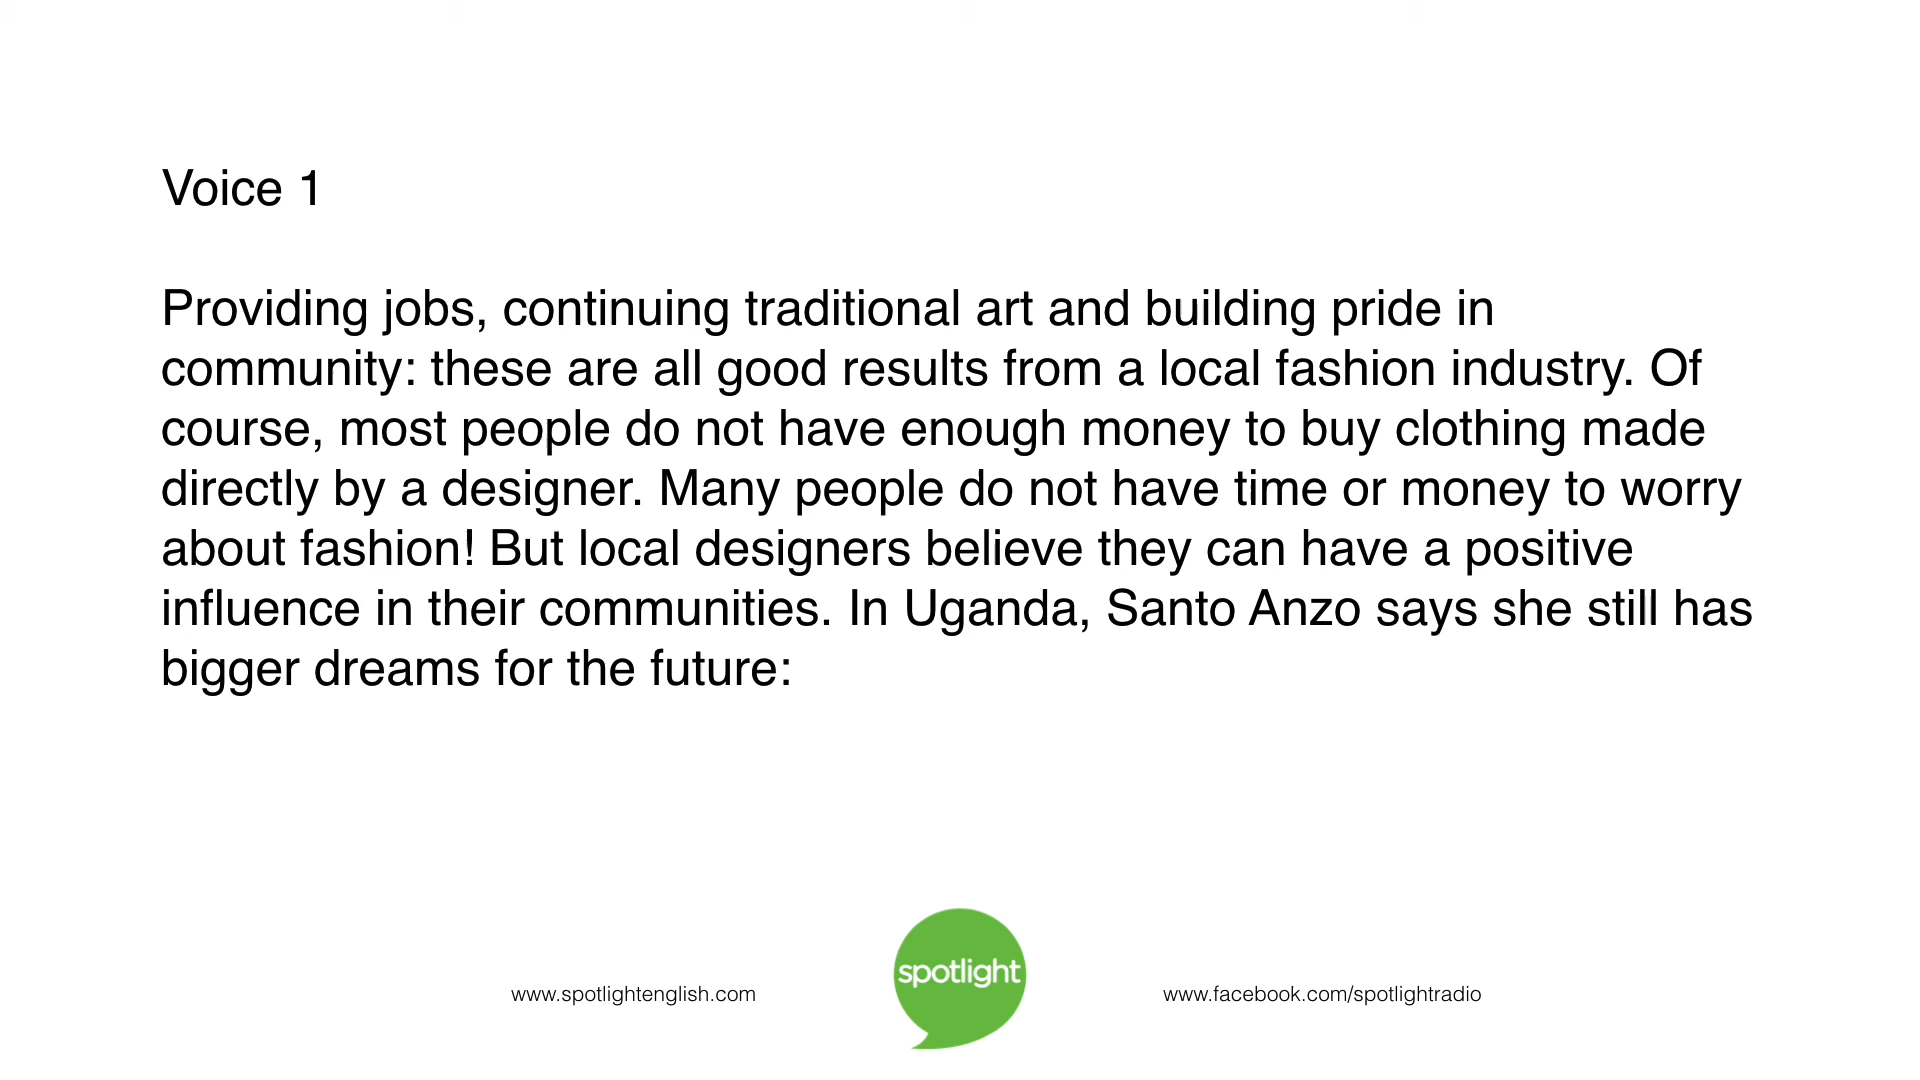 Voice 1
Providing jobs, continuing traditional art and building pride in
community: these are all good results from a local fashion industry. Of
course, most people do not have enough money to buy clothing made
directly by a designer. Many people do not have time or money to worry
about fashion! But local designers believe they can have a positive
influence in their communities. In Uganda, Santo Anzo says she still has
bigger dreams for the future:
www.spotlightenglish.com
spotlight
www.facebook.com/spotlightradio